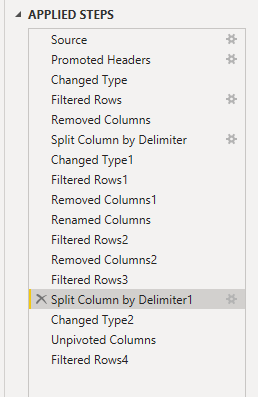 APPLIED STEPS
Source
Promoted Headers
Changed Type
Filtered Rows
Removed Columns
Split Column by Delimiter
Changed Type1
Filtered Rows1
Removed Columns1
Renamed Columns
Filtered Rows2
Removed Columns2
Filtered Rows3
Split Column by Delimiter1
Changed Type2
Unpivoted Columns
Filtered Rows4